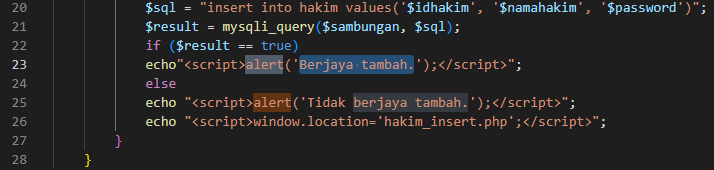 20 $sql = "insert into hakim values('$idhakim', '$namahakim', '$password')";
21 $result = mysqli_query($sambungan, $sql);
22 if ($result == true)
23 echo"<script>alert('Berjaya tambah.');</script>";
24 else
25 echo "<script>alert('Tidak berjaya tambah.');</script>";
26 echo "<script>window.location='hakim_insert.php';</script>";
27 }
28 }